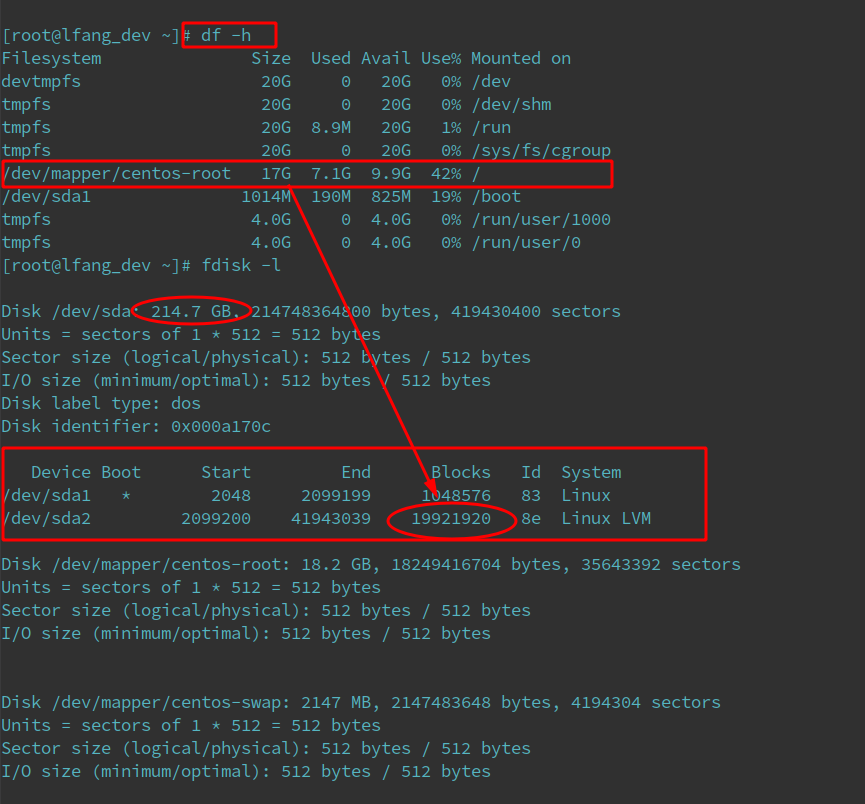 [root@lfang_dev ~]# df -h
Filesystem               Size  Used Avail Use% Mounted on
devtmpfs                  20G     0   20G   0% /dev
tmpfs                     20G     0   20G   0% /dev/shm
tmpfs                     20G  8.9M   20G   1% /run
tmpfs                     20G     0   20G   0% /sys/fs/cgroup
/dev/mapper/centos-root   17G  7.1G  9.9G  42% /
/dev/sda1               1014M  190M  825M  19% /boot
tmpfs                    4.0G     0  4.0G   0% /run/user/1000
tmpfs                    4.0G     0  4.0G   0% /run/user/0
[root@lfang_dev ~]# fdisk -l
Disk /dev/sda: 214.7 GB, 214748364800 bytes, 419430400 sectors
Units = sectors of 1 * 512 = 512 bytes
Sector size (logical/physical): 512 bytes / 512 bytes
I/O size (minimum/optimal): 512 bytes / 512 bytes
Disk label type: dos
Disk identifier: 0x000a170c
   Device Boot      Start         End      Blocks   Id  System
/dev/sda1   *        2048     2099199     1048576   83  Linux
/dev/sda2         2099200    41943039    19921920   8e  Linux LVM
Disk /dev/mapper/centos-root: 18.2 GB, 18249416704 bytes, 35643392 sectors
Units = sectors of 1 * 512 = 512 bytes
Sector size (logical/physical): 512 bytes / 512 bytes
I/O size (minimum/optimal): 512 bytes / 512 bytes
Disk /dev/mapper/centos-swap: 2147 MB, 2147483648 bytes, 4194304 sectors
Units = sectors of 1 * 512 = 512 bytes
Sector size (logical/physical): 512 bytes / 512 bytes
I/O size (minimum/optimal): 512 bytes / 512 bytes